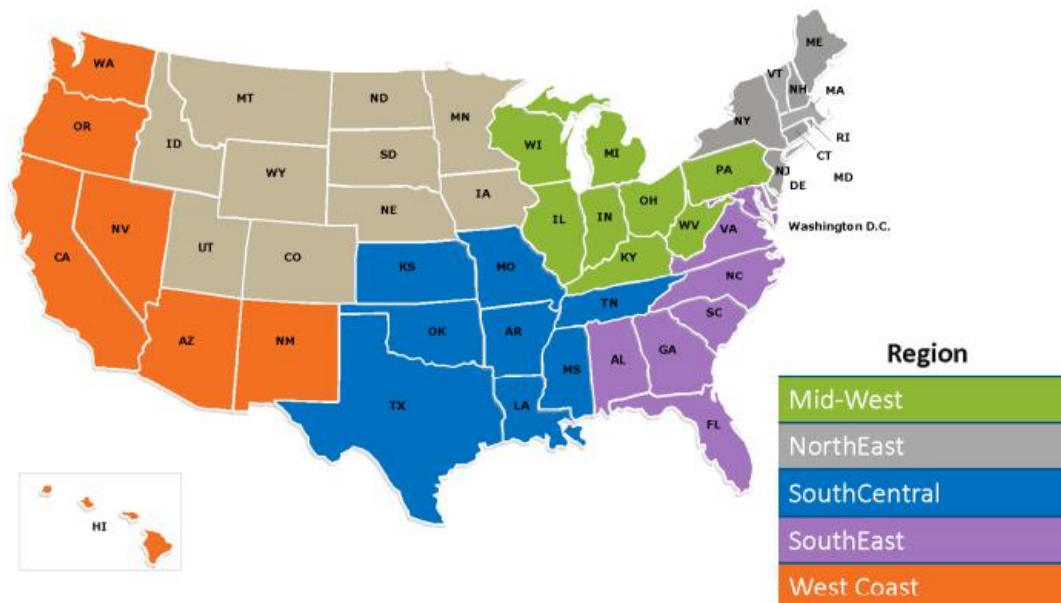 WA
OR
CA
NV
ID
MT
WY
UT
CO
AZ
NM
ND
SD
NE
MN
IA
KS
OK
TX
MO
AR
LA
WI
IL
MI
IN
OH
KY
TN
MS
AL
GA
FL
SC
NC
VA
WV
PA
NY
VT
NH
ME
MA
RI
CT
NJ
DE
MD
Washington D.C.
HI
Region
Mid-West
NorthEast
SouthCentral
SouthEast
West Coast